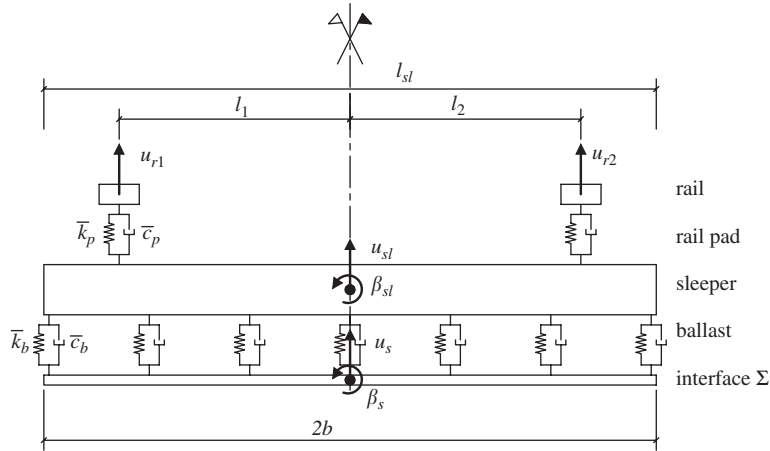 l_sl
l_1 l_2
u_r1 u_r2
rail
k̅_p c̅_p rail pad
u_sl
β_sl sleeper
k̅_b c̅_b u_s ballast
interface Σ
β_s
2b